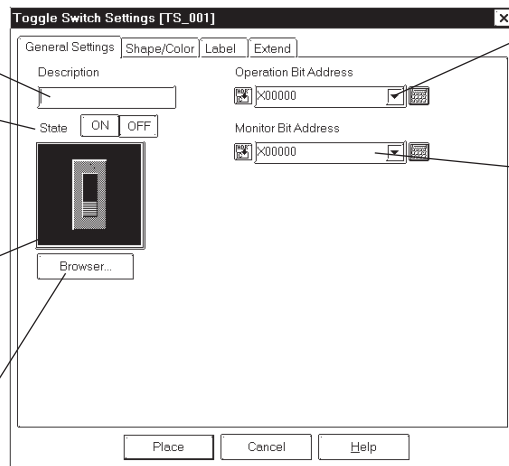 Toggle Switch Settings [TS_001]
General Settings Shape/Color Label Extend
Description
Operation Bit Address
X00000
State ON OFF
Monitor Bit Address
X00000
Browser...
Place Cancel Help